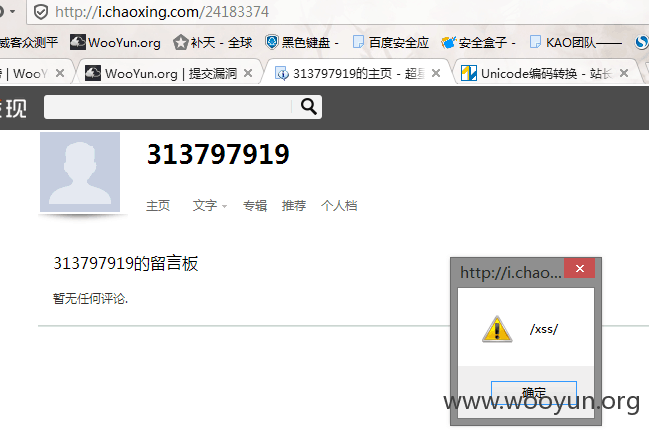 http://i.chaoxing.com/24183374
威客众测平 WooYun.org 补天 - 全球 黑色键盘 - 百度安全应 安全盒子 - KAO团队——
| WooY WooYun.org | 提交漏洞 313797919的主页 - 超星 Unicode编码转换 - 站长
发现
313797919
主页 文字 专辑 推荐 个人档
313797919的留言板
暂无任何评论.
http://i.chao...
/xss/
确定
www.wooyun.org